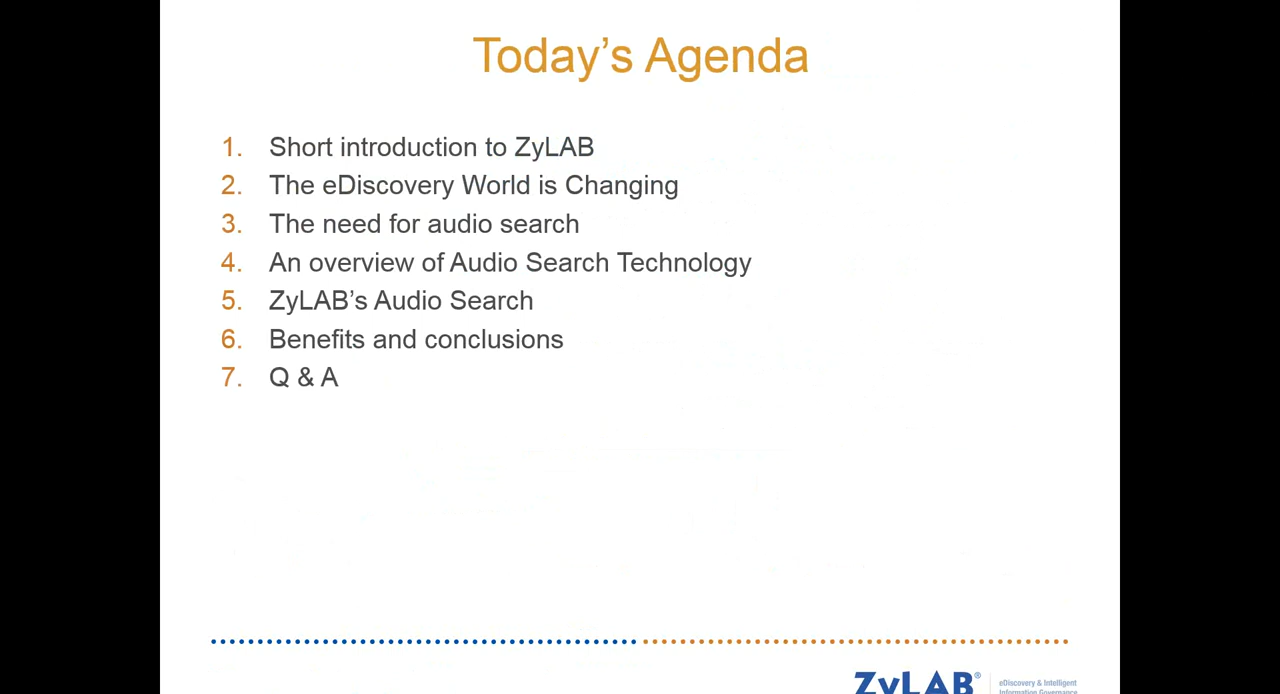 Today's Agenda
1. Short introduction to ZyLAB
2. The eDiscovery World is Changing
3. The need for audio search
4. An overview of Audio Search Technology
5. ZyLAB's Audio Search
6. Benefits and conclusions
7. Q & A
ZyLAB®
eDiscovery & Intelligent
Information Governance